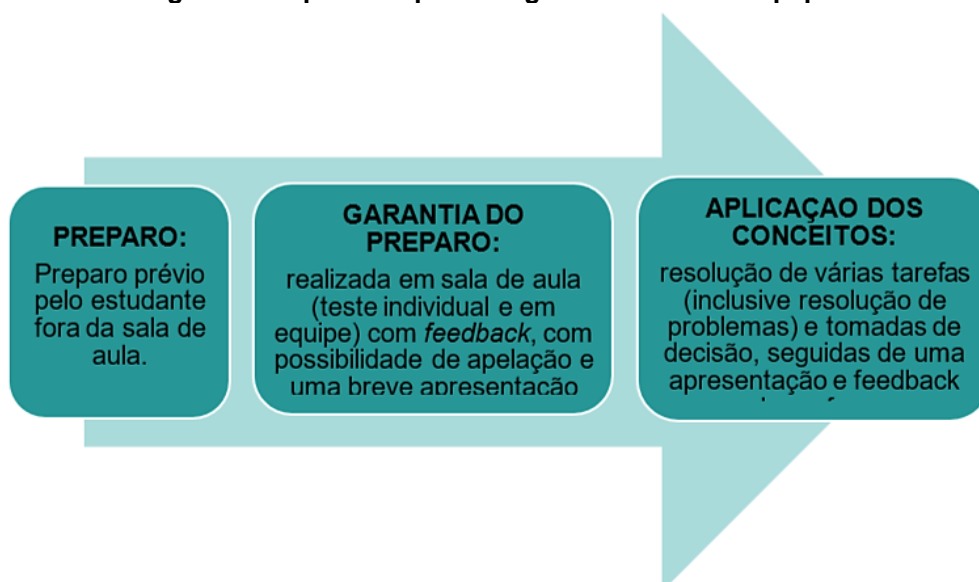 PREPARO:
Preparo prévio
pelo estudante
fora da sala de
aula.
GARANTIA DO
PREPARO:
realizada em sala de aula
(teste individual e em
equipe) com feedback, com
possibilidade de apelação e
uma breve apresentação
APLICAÇAO DOS
CONCEITOS:
resolução de várias tarefas
(inclusive resolução de
problemas) e tomadas de
decisão, seguidas de uma
apresentação e feedback